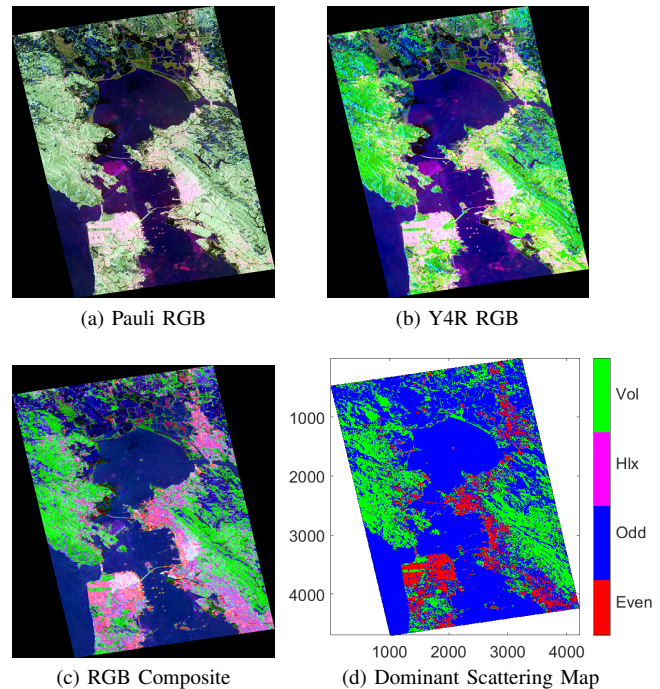 (a) Pauli RGB
(b) Y4R RGB
1000
2000
3000
4000
1000 2000 3000 4000
Vol
Hlx
Odd
Even
(c) RGB Composite
(d) Dominant Scattering Map